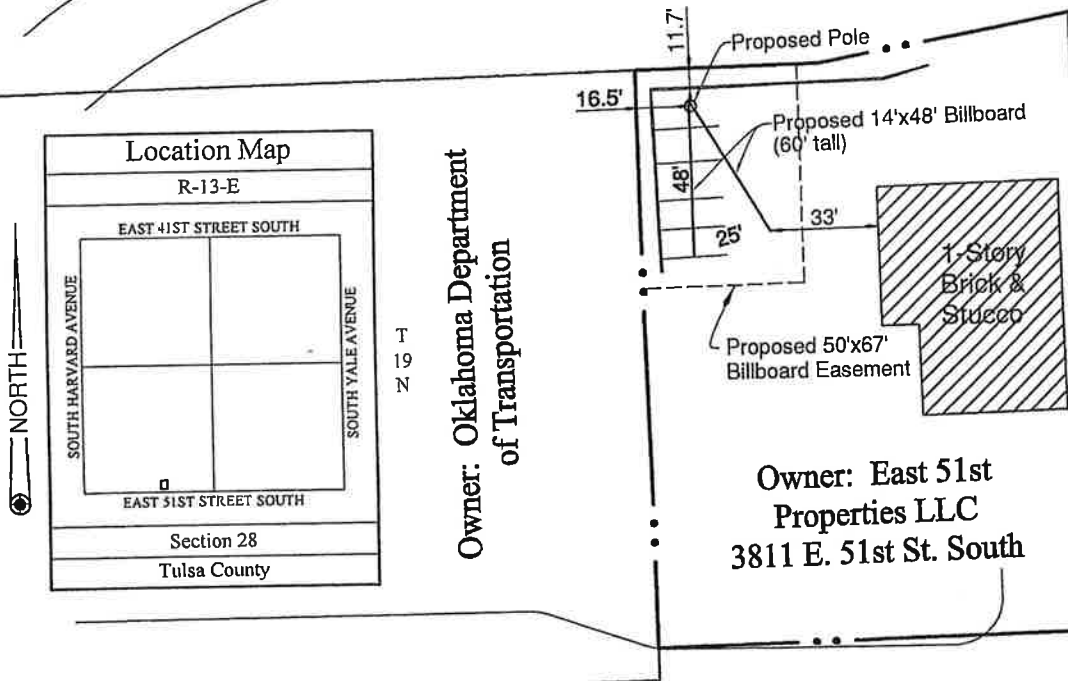 11.7'
Proposed Pole
16.5'
Proposed 14'x48' Billboard
(60' tall)
48'
25'
33'
1-Story
Brick &
Stucco
Proposed 50'x67'
Billboard Easement
Location Map
R-13-E
EAST 41ST STREET SOUTH
SOUTH HARVARD AVENUE
SOUTH YALE AVENUE
T
19
N
EAST 51ST STREET SOUTH
Section 28
Tulsa County
NORTH
Owner: Oklahoma Department
of Transportation
Owner: East 51st
Properties LLC
3811 E. 51st St. South